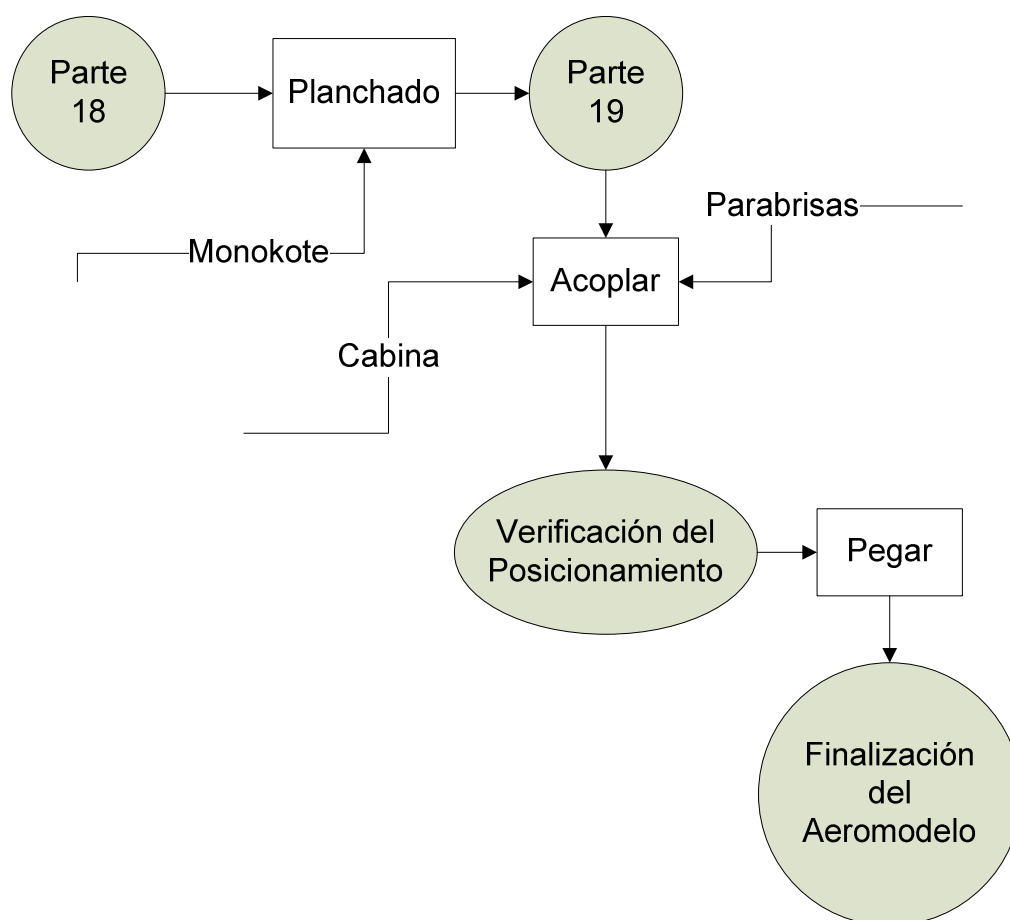 Parte
18
Planchado
Parte
19
Parabrisas
Monokote
Acoplar
Cabina
Verificación del
Posicionamiento
Pegar
Finalización
del
Aeromodelo